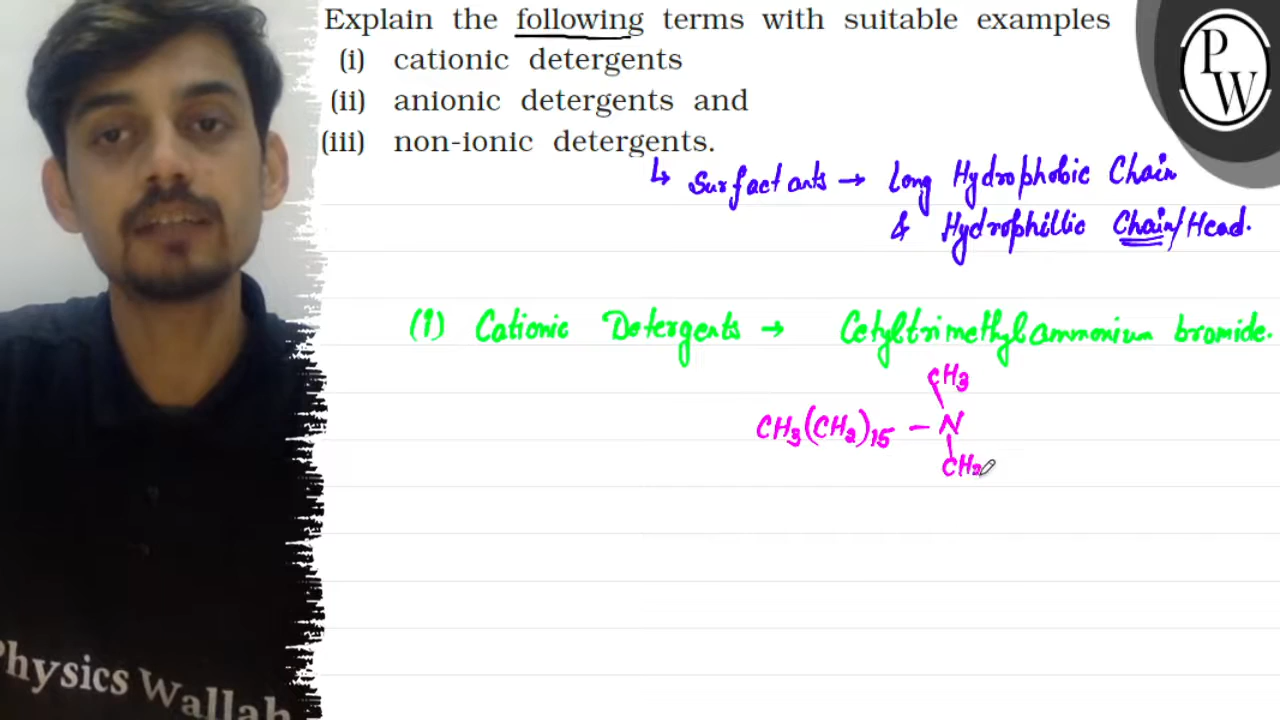 Explain the following terms with suitable examples
(i) cationic detergents
(ii) anionic detergents and
(iii) non-ionic detergents.
PW
↳ Surfactants → Long Hydrophobic Chain
& Hydrophillic Chain/Head.
(i) Cationic Detergents → Cetyltrimethylammonium bromide.
CH3
CH3(CH2)15 – N
CH3
Physics Wallah